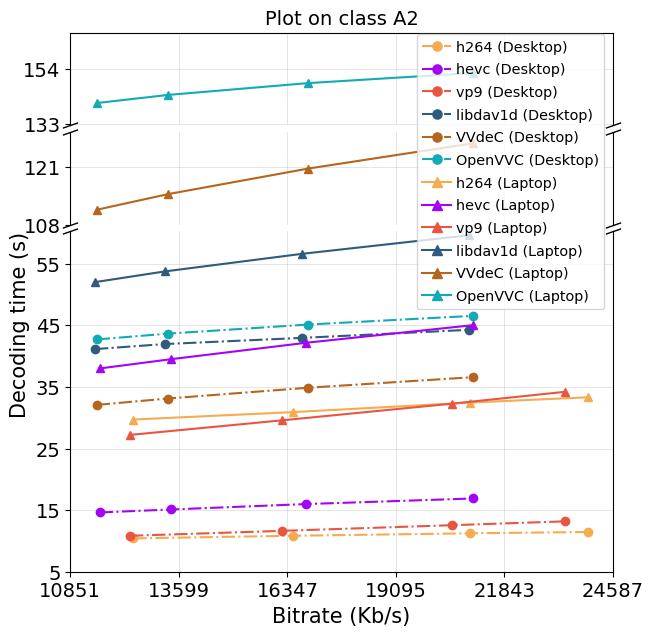 Plot on class A2
h264 (Desktop)
hevc (Desktop)
vp9 (Desktop)
libdav1d (Desktop)
VVdeC (Desktop)
OpenVVC (Desktop)
h264 (Laptop)
hevc (Laptop)
vp9 (Laptop)
libdav1d (Laptop)
VVdeC (Laptop)
OpenVVC (Laptop)
154
133
121
108
55
45
35
25
15
5
Decoding time (s)
10851 13599 16347 19095 21843 24587
Bitrate (Kb/s)